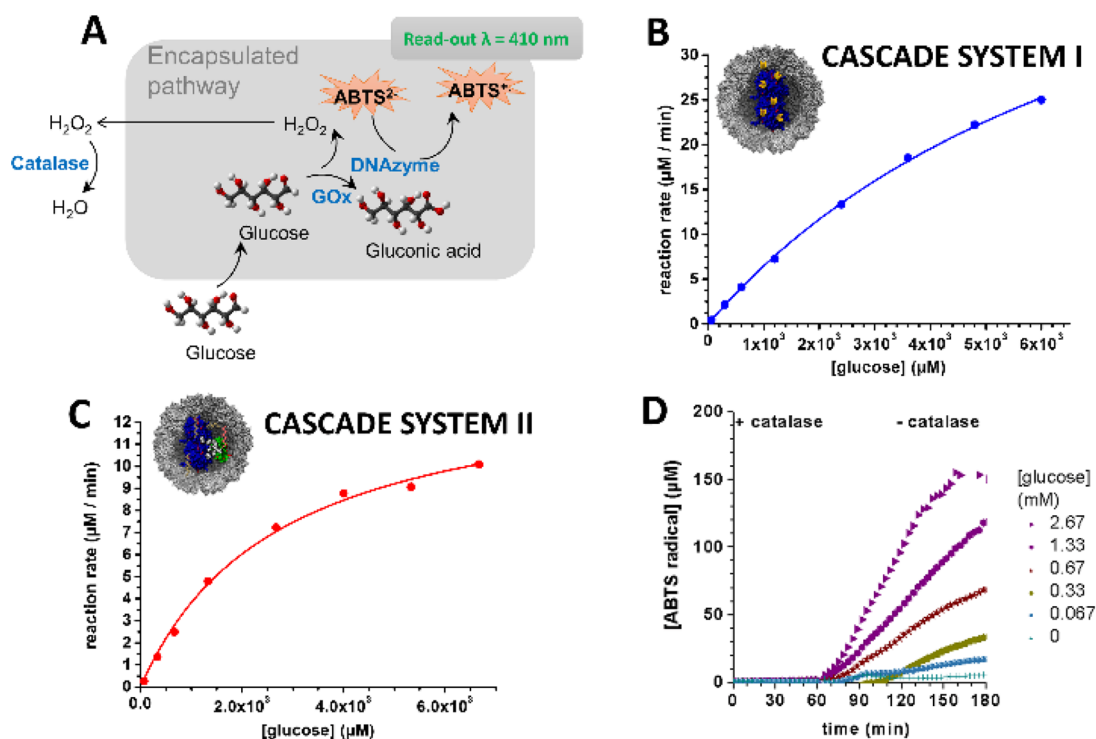 A
Read-out λ = 410 nm
Encapsulated
pathway
ABTS²⁻
ABTS⁺
H₂O₂
H₂O₂
Catalase
DNAzyme
GOx
H₂O
Glucose
Gluconic acid
Glucose
B
CASCADE SYSTEM I
reaction rate (µM / min)
30
25
20
15
10
5
0
0
1x10³
2x10³
3x10³
4x10³
5x10³
6x10³
[glucose] (µM)
C
CASCADE SYSTEM II
reaction rate (µM / min)
12
11
10
9
8
7
6
5
4
3
2
1
0
0.0
2.0x10³
4.0x10³
6.0x10³
[glucose] (µM)
D
+ catalase
- catalase
[ABTS radical] (µM)
200
150
100
50
0
0
30
60
90
120
150
180
time (min)
[glucose]
(mM)
2.67
1.33
0.67
0.33
0.067
0